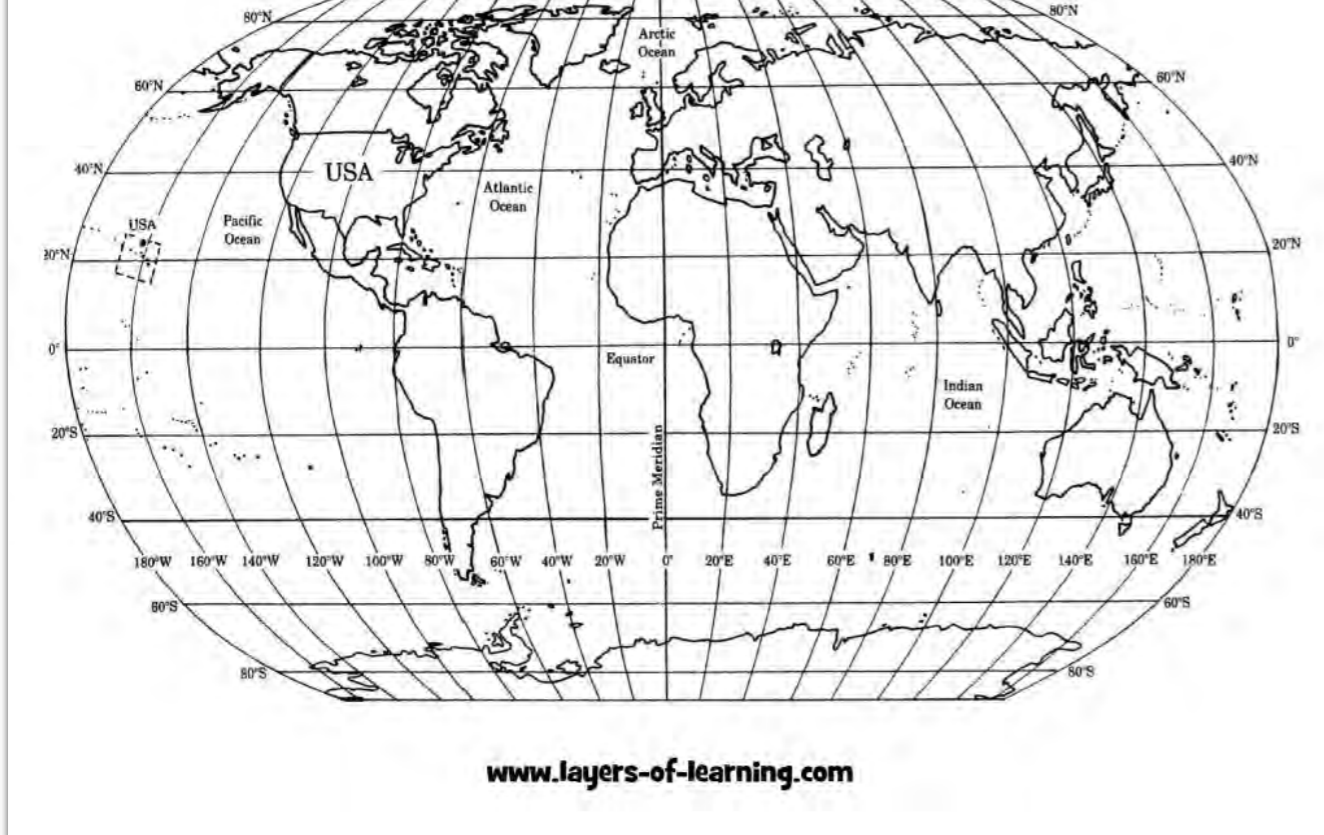 80°N
80°N
Arctic
Ocean
60°N
60°N
40°N
USA
40°N
Atlantic
Ocean
USA
Pacific
Ocean
20°N
20°N
0°
Equator
0°
Indian
Ocean
20°S
20°S
Prime Meridian
40°S
40°S
180°W 160°W 140°W 120°W 100°W 80°W 60°W 40°W 20°W 0° 20°E 40°E 60°E 80°E 100°E 120°E 140°E 160°E 180°E
60°S
60°S
80°S
80°S
www.layers-of-learning.com